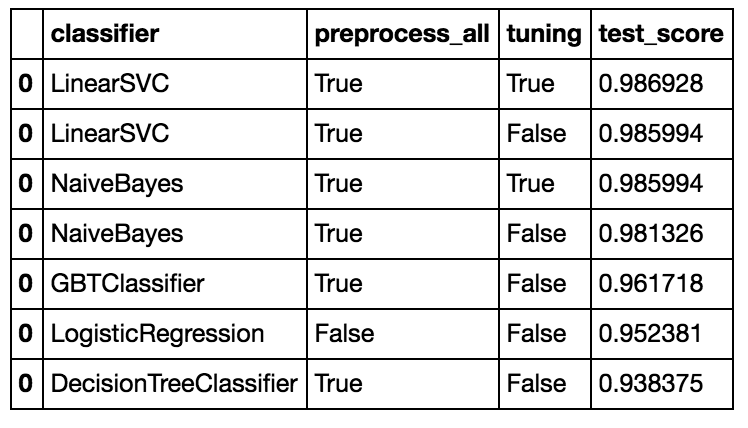 classifier preprocess_all tuning test_score
0 LinearSVC True True 0.986928
0 LinearSVC True False 0.985994
0 NaiveBayes True True 0.985994
0 NaiveBayes True False 0.981326
0 GBTClassifier True False 0.961718
0 LogisticRegression False False 0.952381
0 DecisionTreeClassifier True False 0.938375